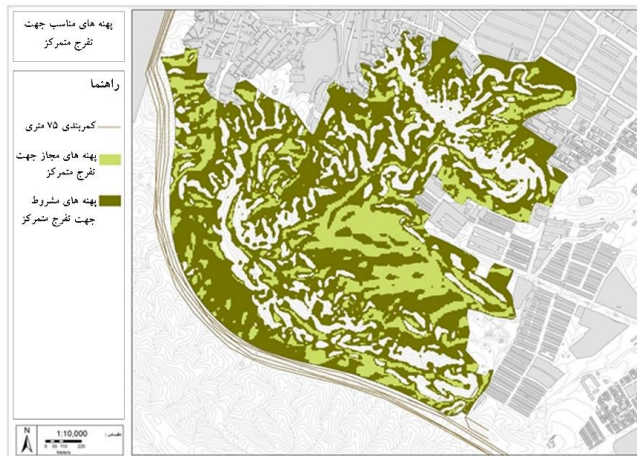 پهنه های مناسب جهت
تفرج متمرکز
راهنما
کمربندی ۷۵ متری
پهنه های مجاز جهت
تفرج متمرکز
پهنه های مشروط
جهت تفرج متمرکز
N
1:10,000
مقیاس :
Meters